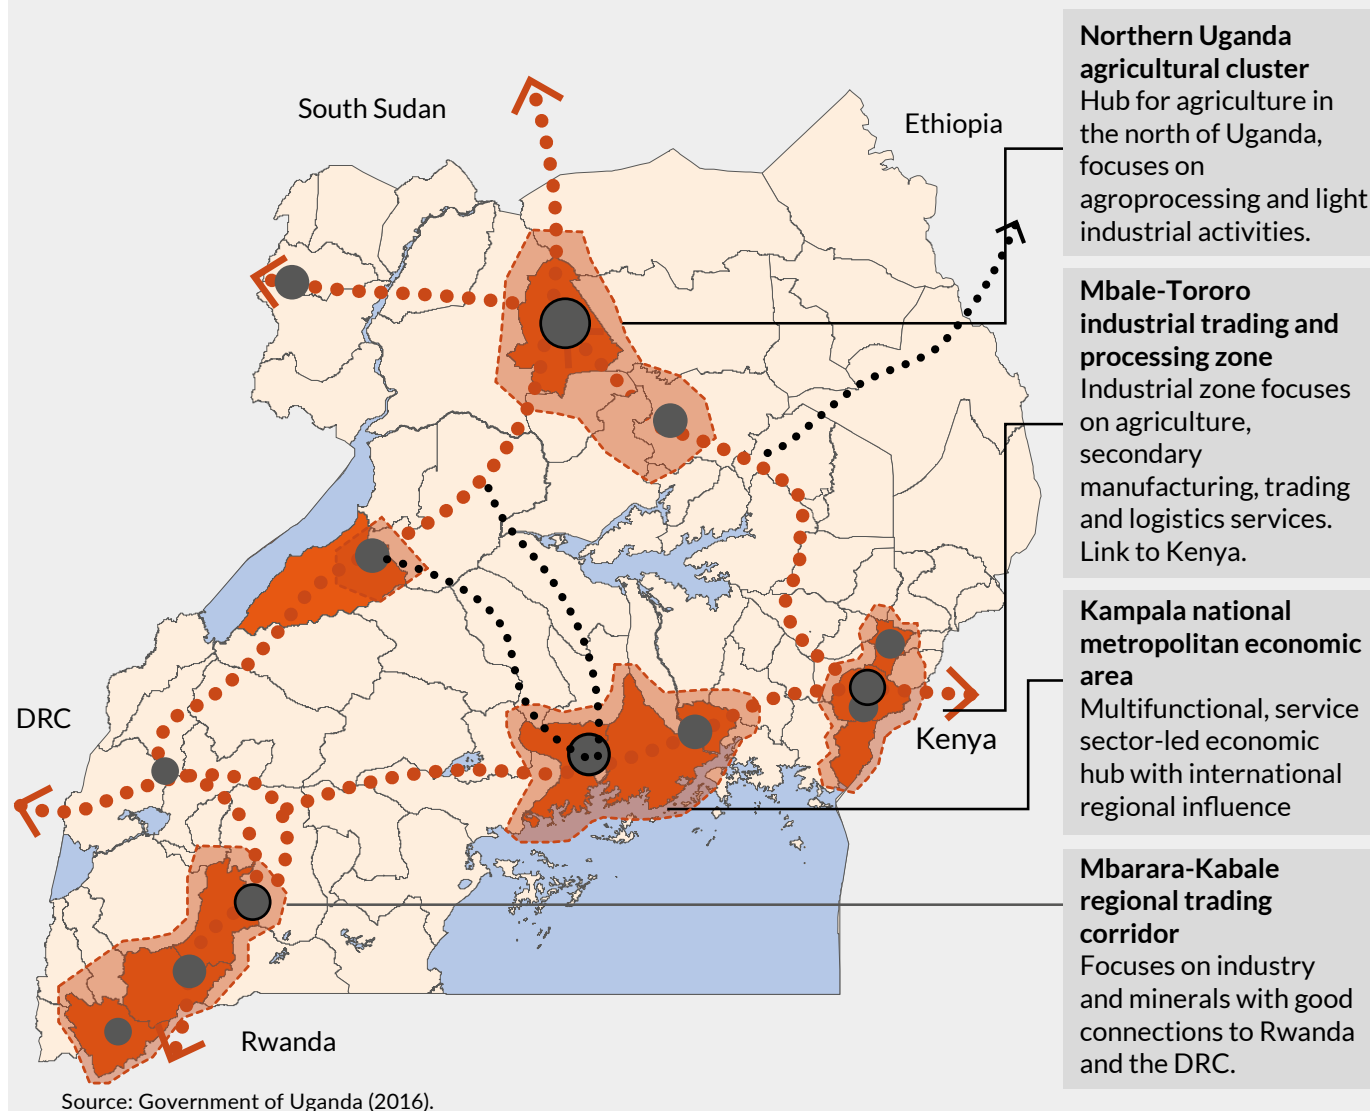 South Sudan
Ethiopia
DRC
Kenya
Rwanda
Northern Uganda
agricultural cluster
Hub for agriculture in
the north of Uganda,
focuses on
agroprocessing and light
industrial activities.
Mbale-Tororo
industrial trading and
processing zone
Industrial zone focuses
on agriculture,
secondary
manufacturing, trading
and logistics services.
Link to Kenya.
Kampala national
metropolitan economic
area
Multifunctional, service
sector-led economic
hub with international
regional influence
Mbarara-Kabale
regional trading
corridor
Focuses on industry
and minerals with good
connections to Rwanda
and the DRC.
Source: Government of Uganda (2016).